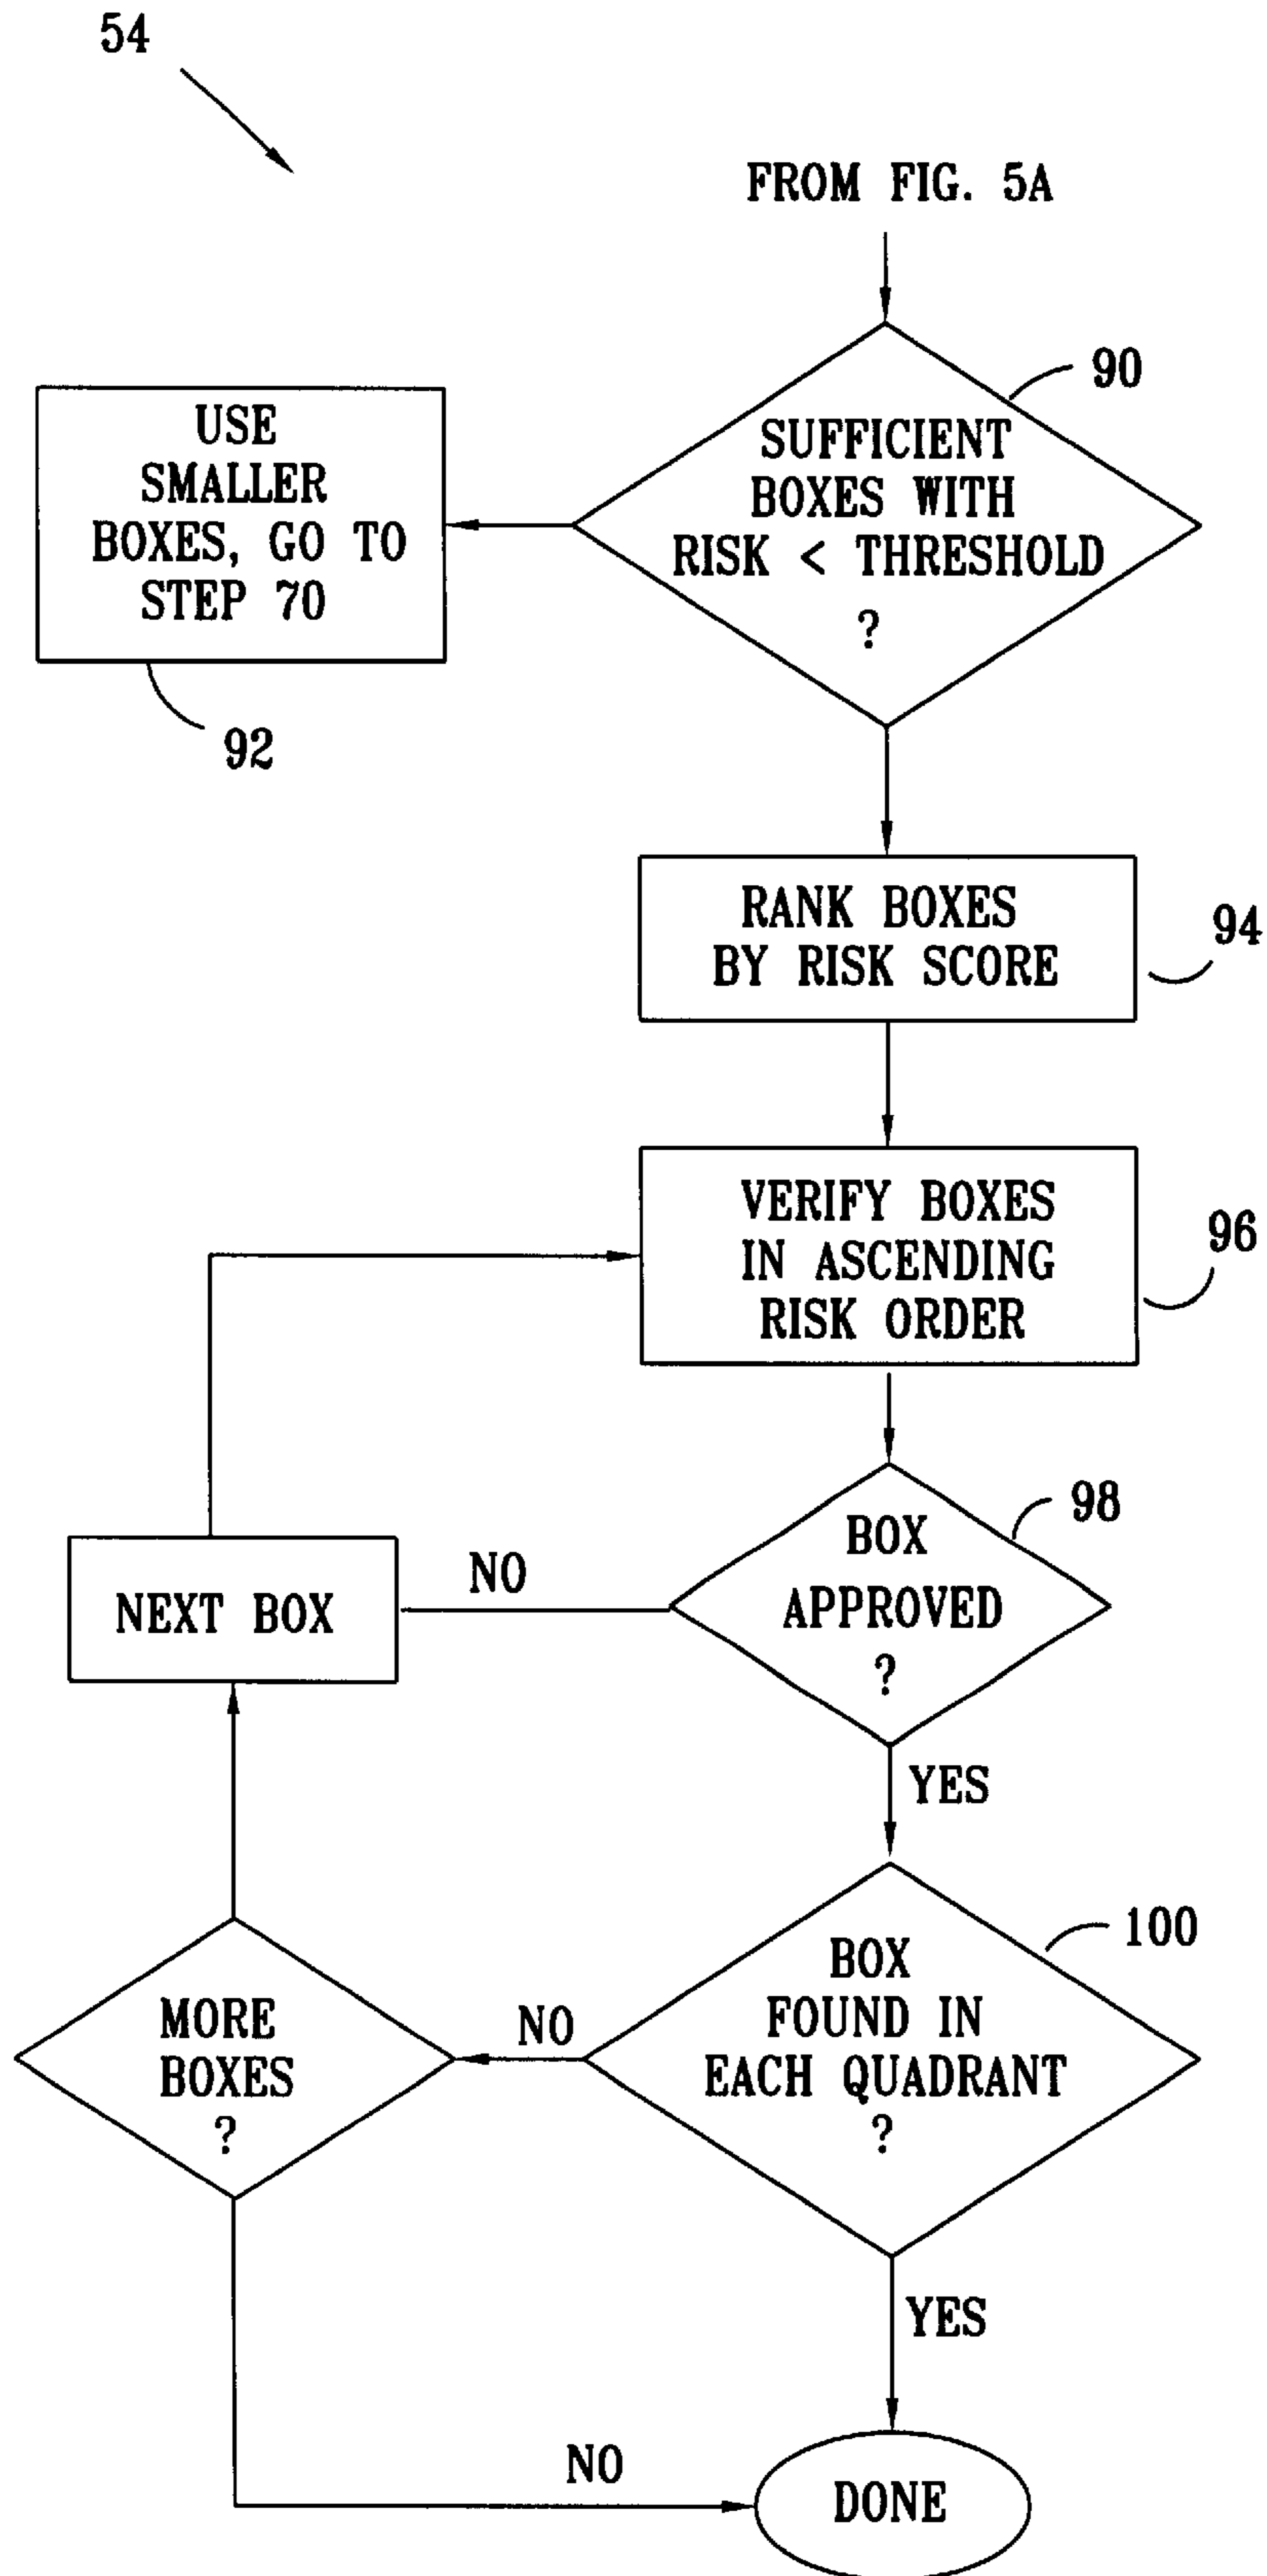 54
FROM FIG. 5A
90
SUFFICIENT
BOXES WITH
RISK < THRESHOLD
?
USE
SMALLER
BOXES, GO TO
STEP 70
92
RANK BOXES
BY RISK SCORE
94
VERIFY BOXES
IN ASCENDING
RISK ORDER
96
98
BOX
APPROVED
?
NO
NEXT BOX
YES
100
BOX
FOUND IN
EACH QUADRANT
?
NO
MORE
BOXES
?
YES
NO
DONE